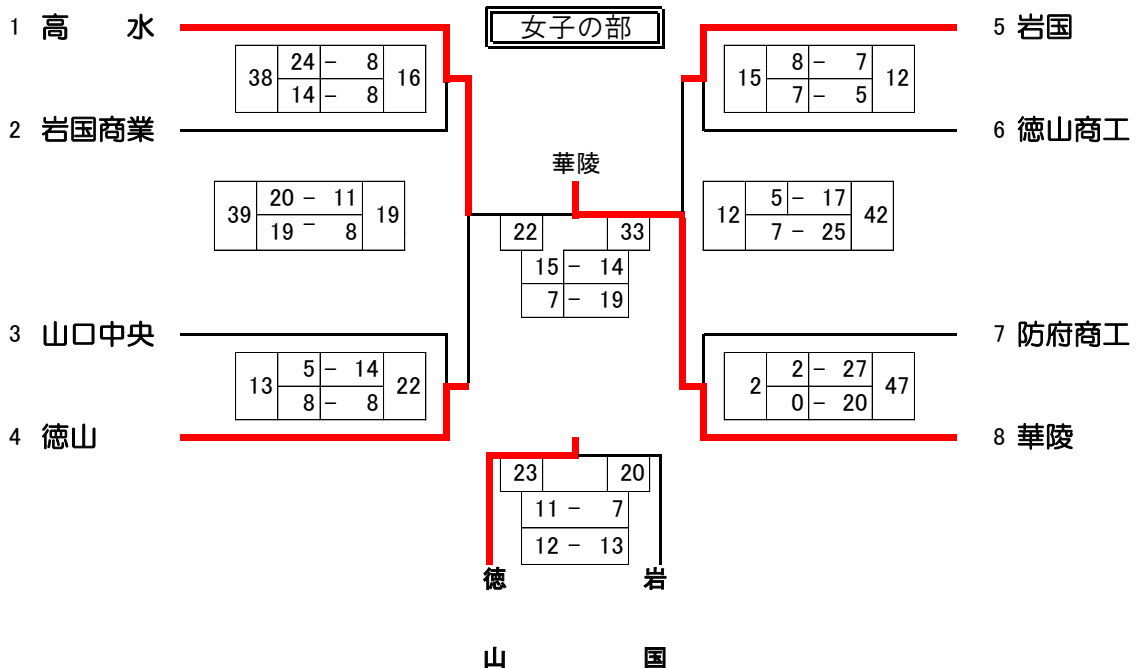 女子の部
1 高水
38 24 - 8 16
14 - 8
2 岩国商業
39 20 - 11 19
19 - 8
3 山口中央
13 5 - 14 22
8 - 8
4 徳山
華陵
22 33
15 - 14
7 - 19
5 岩国
15 8 - 7 12
7 - 5
6 徳山商工
12 5 - 17 42
7 - 25
7 防府商工
2 2 - 27 47
0 - 20
8 華陵
23 20
11 - 7
12 - 13
徳山
岩国